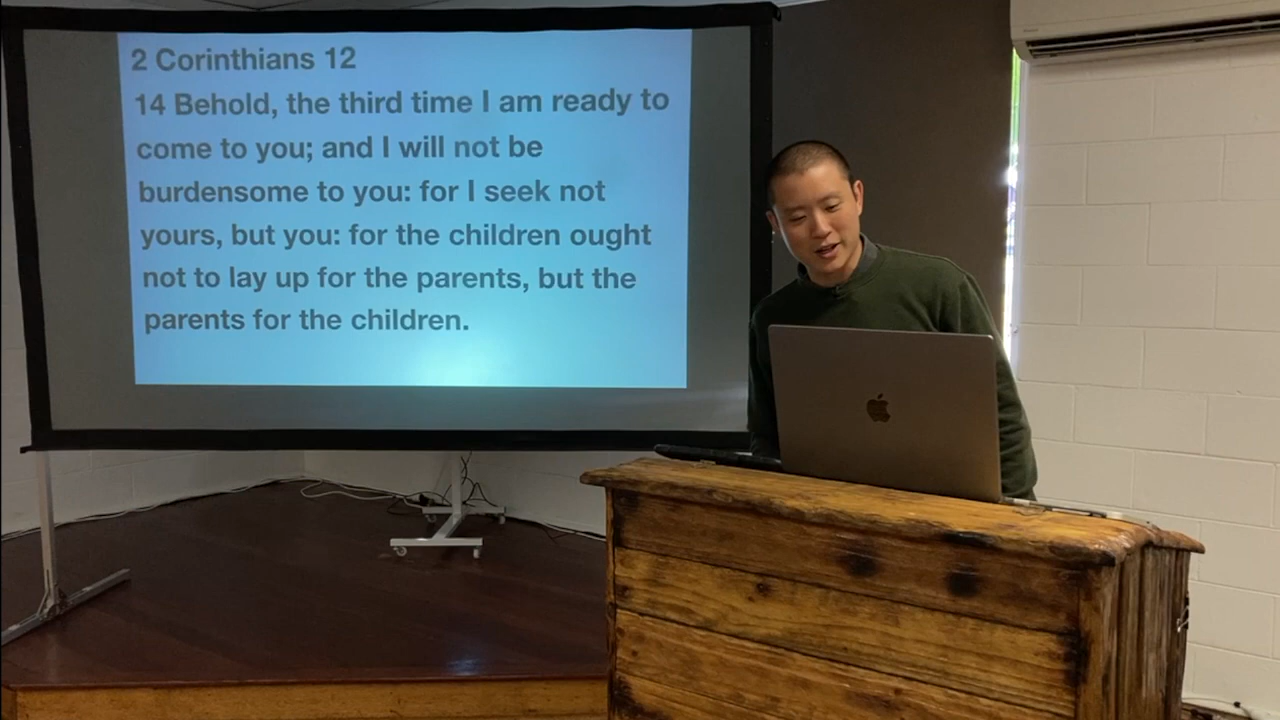 2 Corinthians 12
14 Behold, the third time I am ready to
come to you; and I will not be
burdensome to you: for I seek not
yours, but you: for the children ought
not to lay up for the parents, but the
parents for the children.